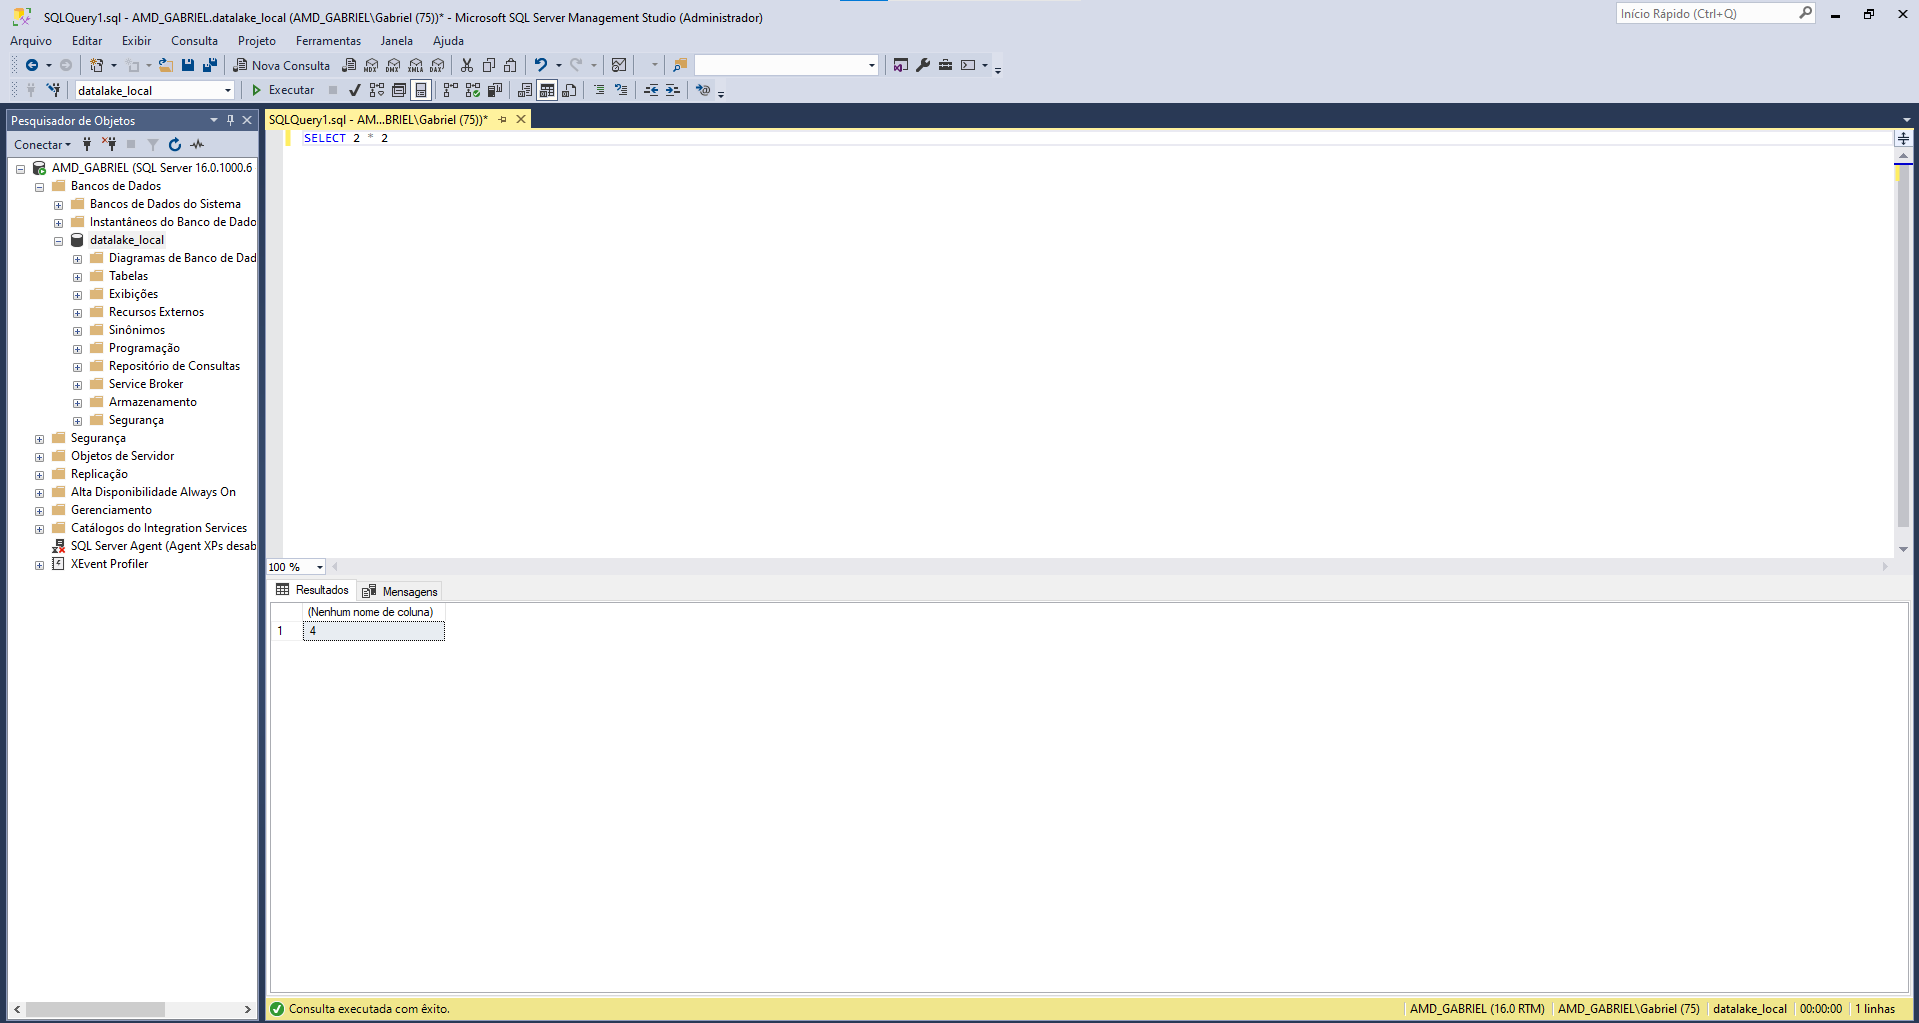 SQLQuery1.sql - AMD_GABRIEL.datalake_local (AMD_GABRIEL\Gabriel (75))* - Microsoft SQL Server Management Studio (Administrador)
Início Rápido (Ctrl+Q)
Arquivo Editar Exibir Consulta Projeto Ferramentas Janela Ajuda
Nova Consulta MDX DMX XMLA DAX
datalake_local Executar
Pesquisador de Objetos
Conectar
AMD_GABRIEL (SQL Server 16.0.1000.6
Bancos de Dados
Bancos de Dados do Sistema
Instantâneos do Banco de Dado
datalake_local
Diagramas de Banco de Dad
Tabelas
Exibições
Recursos Externos
Sinônimos
Programação
Repositório de Consultas
Service Broker
Armazenamento
Segurança
Segurança
Objetos de Servidor
Replicação
Alta Disponibilidade Always On
Gerenciamento
Catálogos do Integration Services
SQL Server Agent (Agent XPs desab
XEvent Profiler
SQLQuery1.sql - AM...BRIEL\Gabriel (75))*
SELECT 2 * 2
100 %
Resultados Mensagens
(Nenhum nome de coluna)
1 4
Consulta executada com êxito.
AMD_GABRIEL (16.0 RTM) AMD_GABRIEL\Gabriel (75) datalake_local 00:00:00 1 linhas